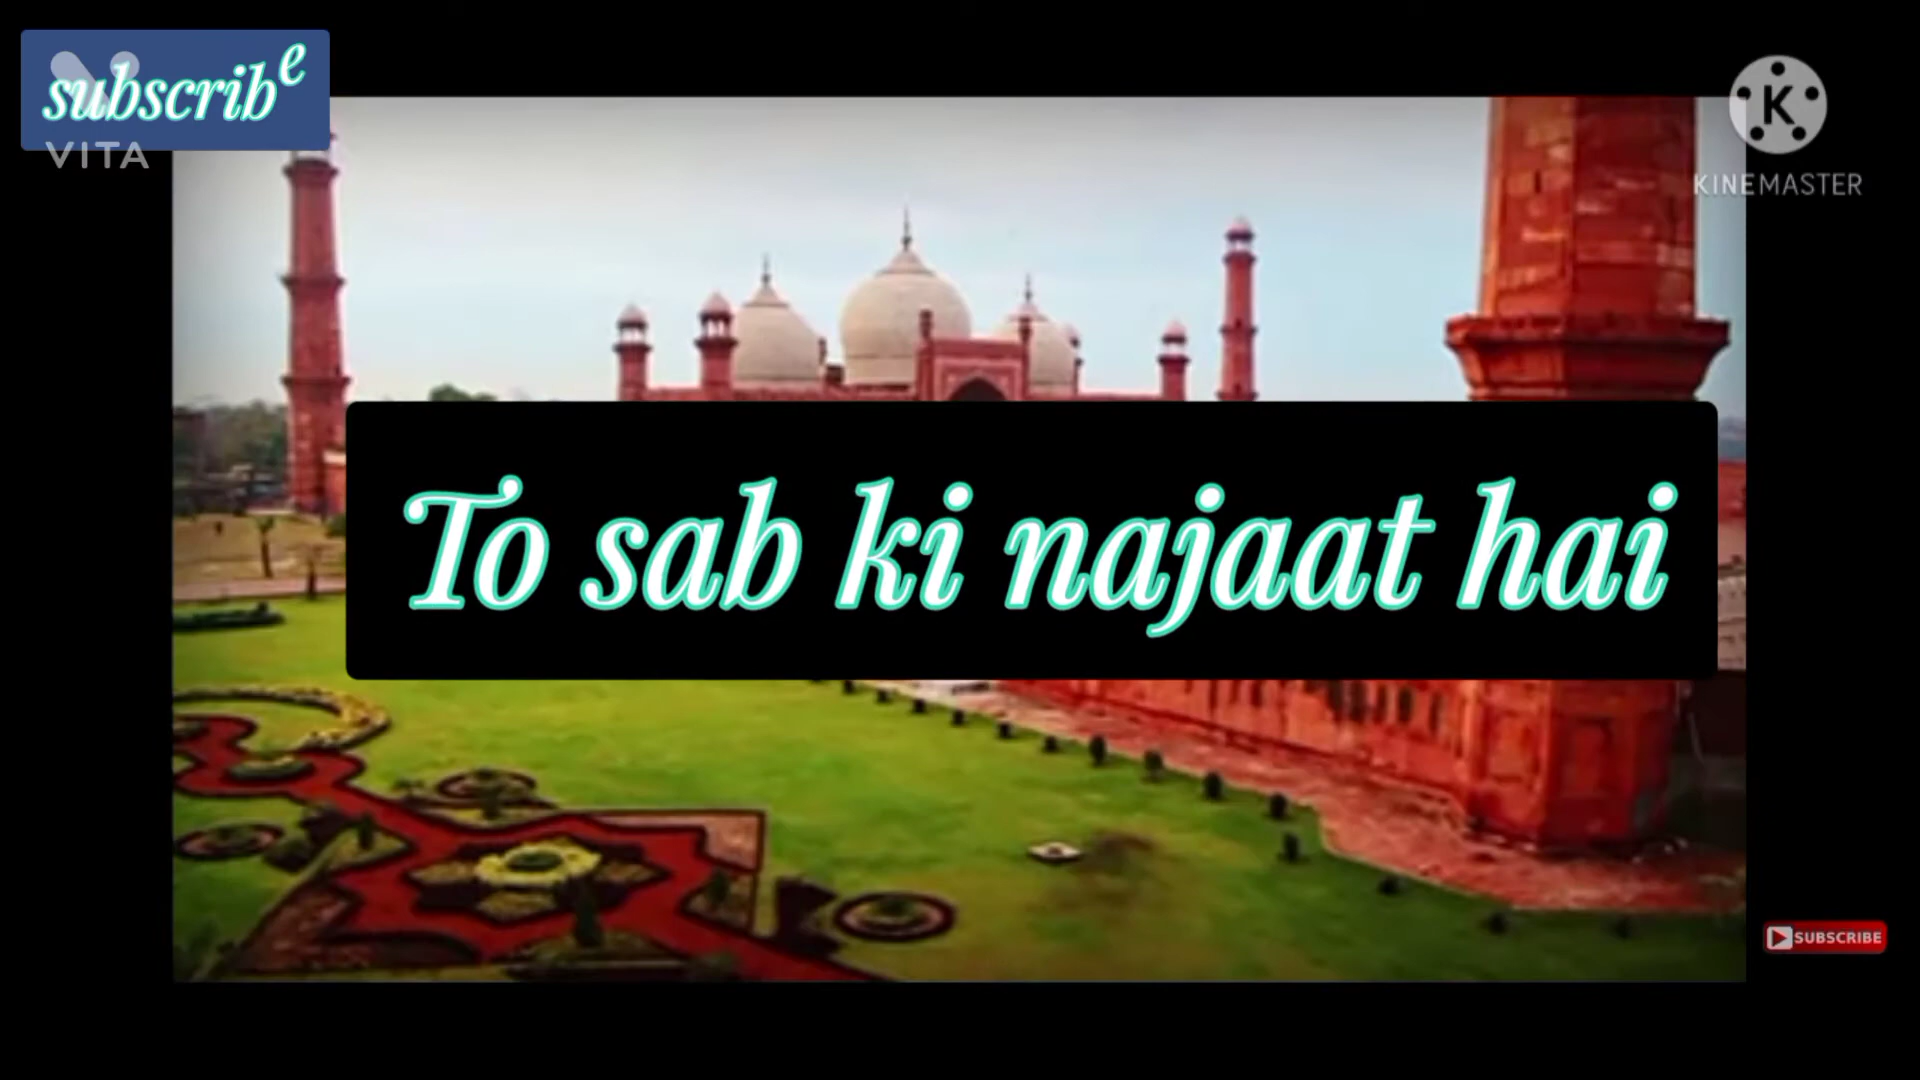 subscribe
VITA
K
KINEMASTER
To sab ki najaat hai
SUBSCRIBE